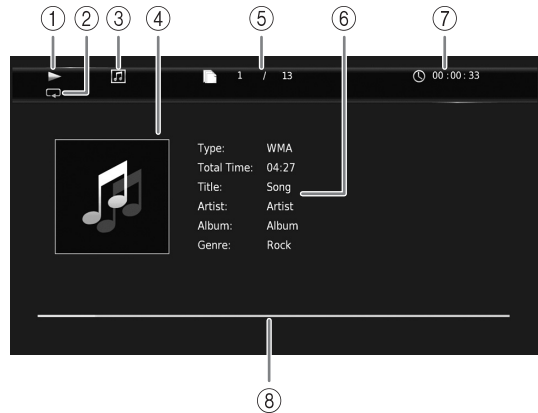 ① ② ③ ④ ⑤ ⑥ ⑦
1 / 13 00:00:33
Type: WMA
Total Time: 04:27
Title: Song
Artist: Artist
Album: Album
Genre: Rock
⑧